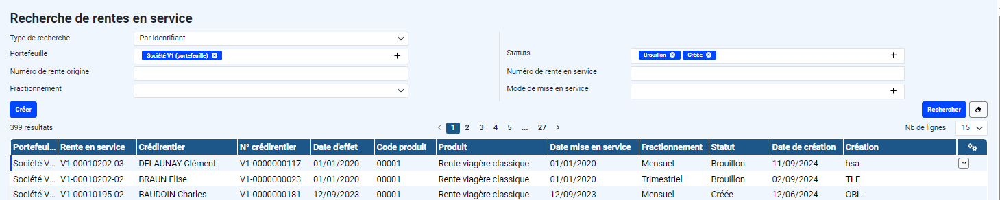 Recherche de rentes en service
Type de recherche Par identifiant
Portefeuille Société V1 (portefeuille) Statuts Brouillon Créée
Numéro de rente origine Numéro de rente en service
Fractionnement Mode de mise en service
Créer Rechercher
399 résultats 1 2 3 4 5 ... 27 Nb de lignes 15
Portefeui... Rente en service Crédirentier N° crédirentier Date d'effet Code produit Produit Date mise en service Fractionnement Statut Date de création Création
Société V... V1-00010202-03 DELAUNAY Clément V1-0000000117 01/01/2020 00001 Rente viagère classique 01/01/2020 Mensuel Brouillon 11/09/2024 hsa
Société V... V1-00010202-02 BRAUN Elise V1-0000000023 01/01/2020 00001 Rente viagère classique 01/01/2020 Trimestriel Brouillon 02/09/2024 TLE
Société V... V1-00010195-02 BAUDOIN Charles V1-0000000181 12/09/2023 00001 Rente viagère classique 12/09/2023 Mensuel Créée 12/06/2024 OBL